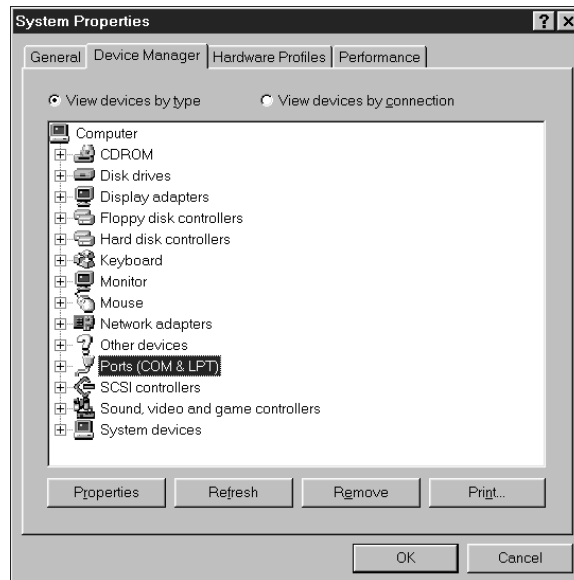 System Properties
General Device Manager Hardware Profiles Performance
View devices by type View devices by connection
Computer
CDROM
Disk drives
Display adapters
Floppy disk controllers
Hard disk controllers
Keyboard
Monitor
Mouse
Network adapters
Other devices
Ports (COM & LPT)
SCSI controllers
Sound, video and game controllers
System devices
Properties Refresh Remove Print...
OK Cancel